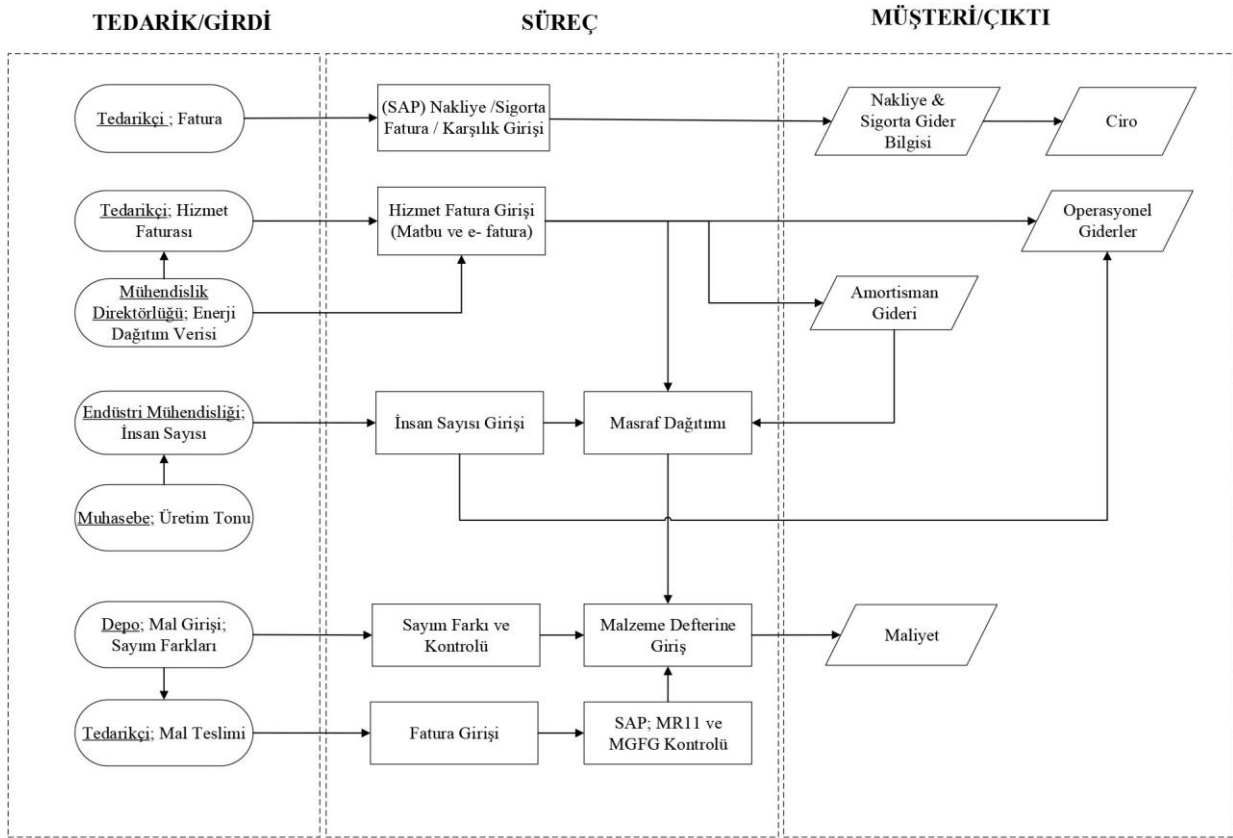 TEDARİK/GİRDİ
SÜREÇ
MÜŞTERİ/ÇIKTI
Tedarikçi ; Fatura
(SAP) Nakliye /Sigorta
Fatura / Karşılık Girişi
Nakliye &
Sigorta Gider
Bilgisi
Ciro
Tedarikçi; Hizmet
Faturası
Hizmet Fatura Girişi
(Matbu ve e- fatura)
Operasyonel
Giderler
Mühendislik
Direktörlüğü; Enerji
Dağıtım Verisi
Amortisman
Gideri
Endüstri Mühendisliği;
İnsan Sayısı
İnsan Sayısı Girişi
Masraf Dağıtımı
Muhasebe; Üretim Tonu
Depo; Mal Girişi;
Sayım Farkları
Sayım Farkı ve
Kontrolü
Malzeme Defterine
Giriş
Maliyet
Tedarikçi; Mal Teslimi
Fatura Girişi
SAP; MR11 ve
MGFG Kontrolü